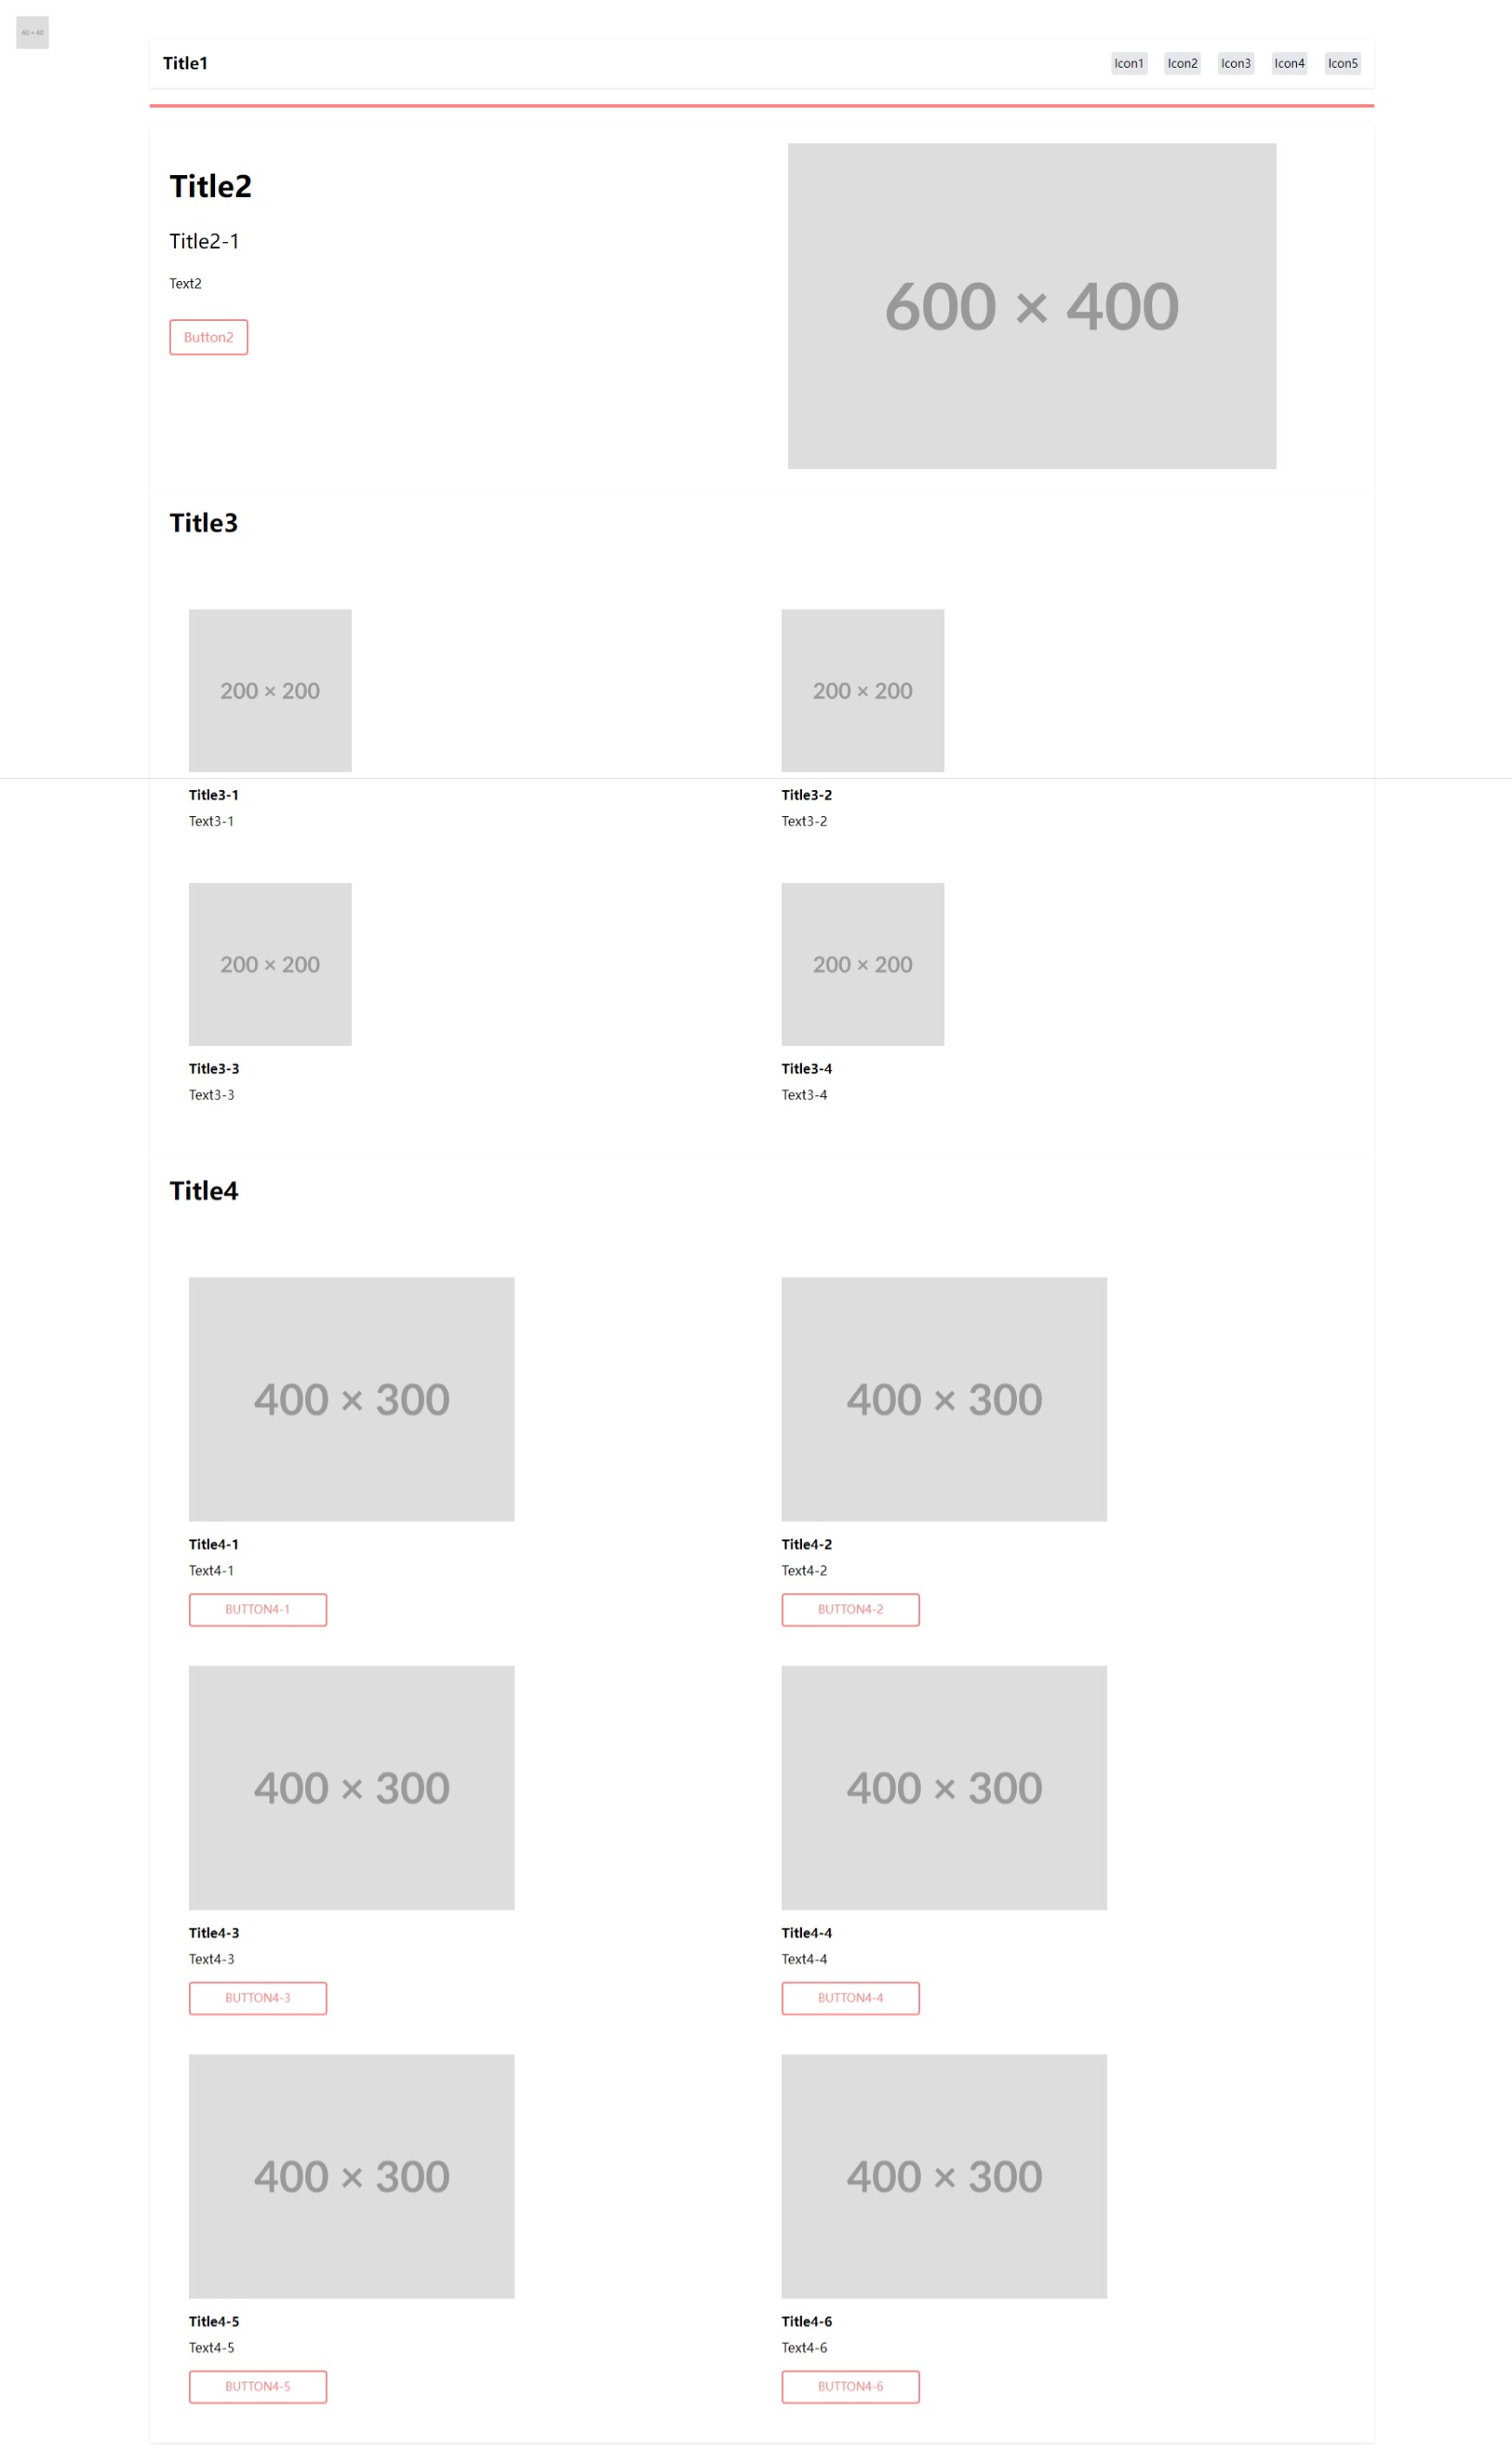 40 × 40
Title1
Icon1 Icon2 Icon3 Icon4 Icon5
Title2
Title2-1
Text2
Button2
600 × 400
Title3
200 × 200
200 × 200
Title3-1
Title3-2
Text3-1
Text3-2
200 × 200
200 × 200
Title3-3
Title3-4
Text3-3
Text3-4
Title4
400 × 300
400 × 300
Title4-1
Title4-2
Text4-1
Text4-2
BUTTON4-1
BUTTON4-2
400 × 300
400 × 300
Title4-3
Title4-4
Text4-3
Text4-4
BUTTON4-3
BUTTON4-4
400 × 300
400 × 300
Title4-5
Title4-6
Text4-5
Text4-6
BUTTON4-5
BUTTON4-6